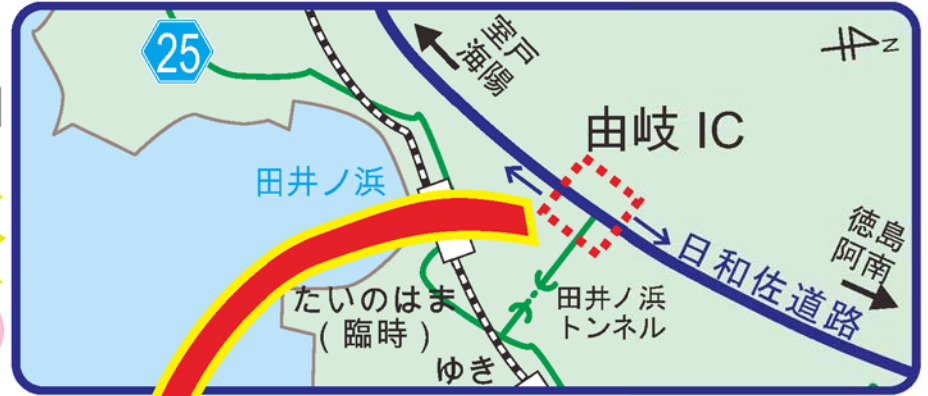 25
室戸
海陽
N
由岐 IC
田井ノ浜
徳島
阿南
日和佐道路
たいのはま
( 臨時 )
田井ノ浜
トンネル
ゆき